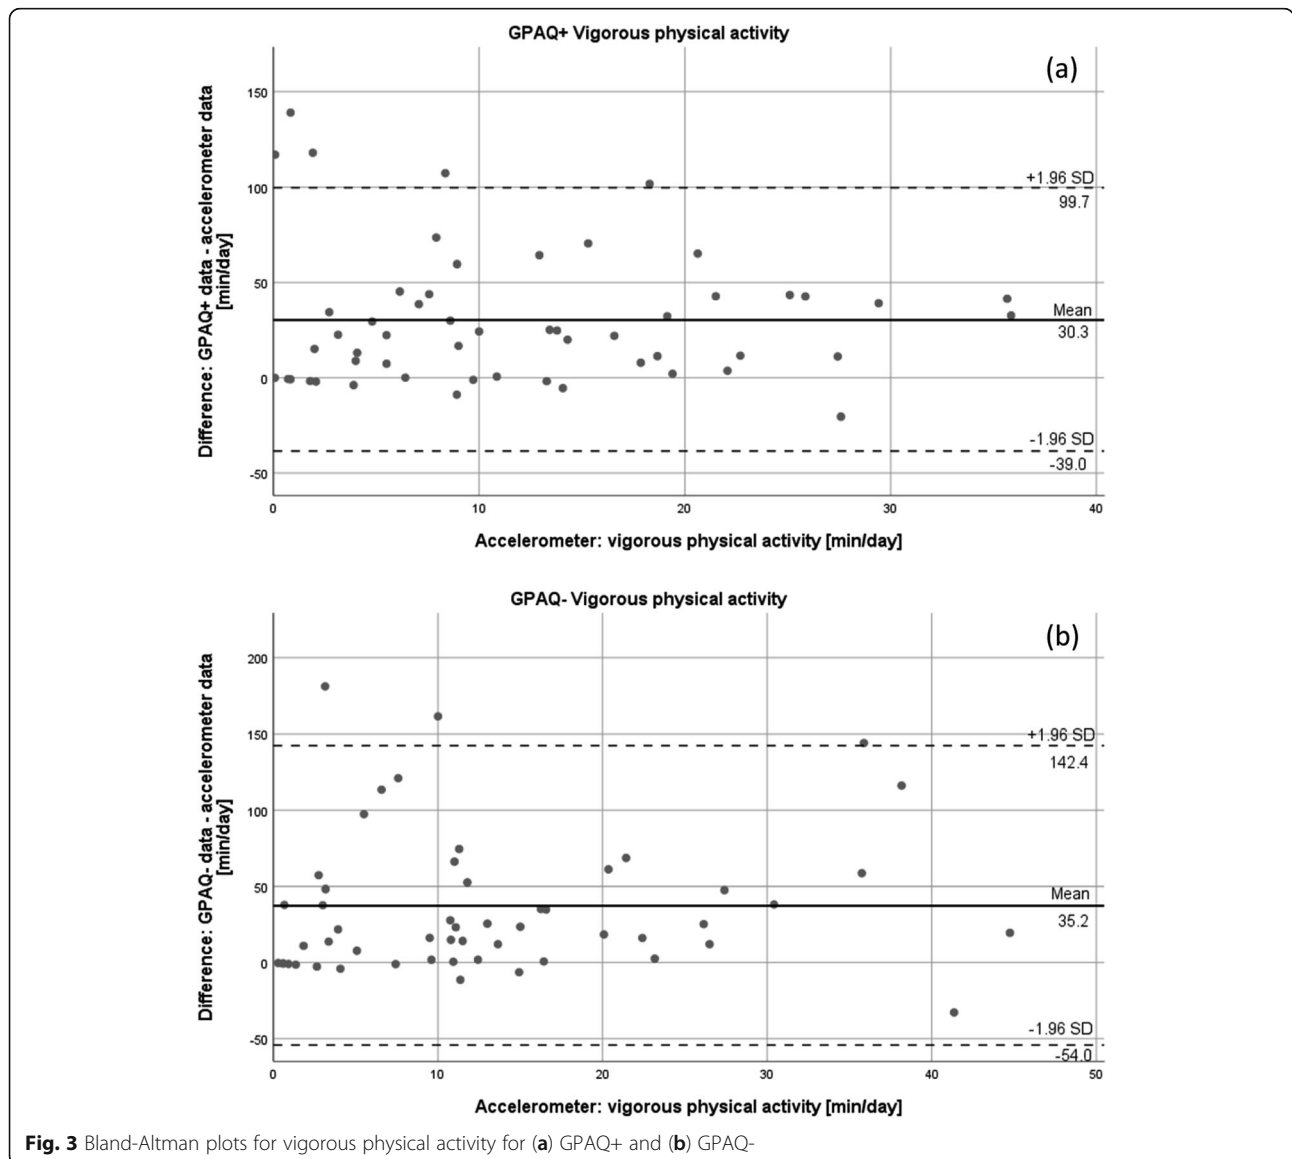 GPAQ+ Vigorous physical activity
(a)
Difference: GPAQ+ data - accelerometer data
[min/day]
150
100
50
0
-50
+1.96 SD
99.7
Mean
30.3
-1.96 SD
-39.0
0 10 20 30 40
Accelerometer: vigorous physical activity [min/day]
GPAQ- Vigorous physical activity
(b)
Difference: GPAQ- data - accelerometer data
[min/day]
200
150
100
50
0
-50
+1.96 SD
142.4
Mean
35.2
-1.96 SD
-54.0
0 10 20 30 40 50
Accelerometer: vigorous physical activity [min/day]
Fig. 3 Bland-Altman plots for vigorous physical activity for (a) GPAQ+ and (b) GPAQ-